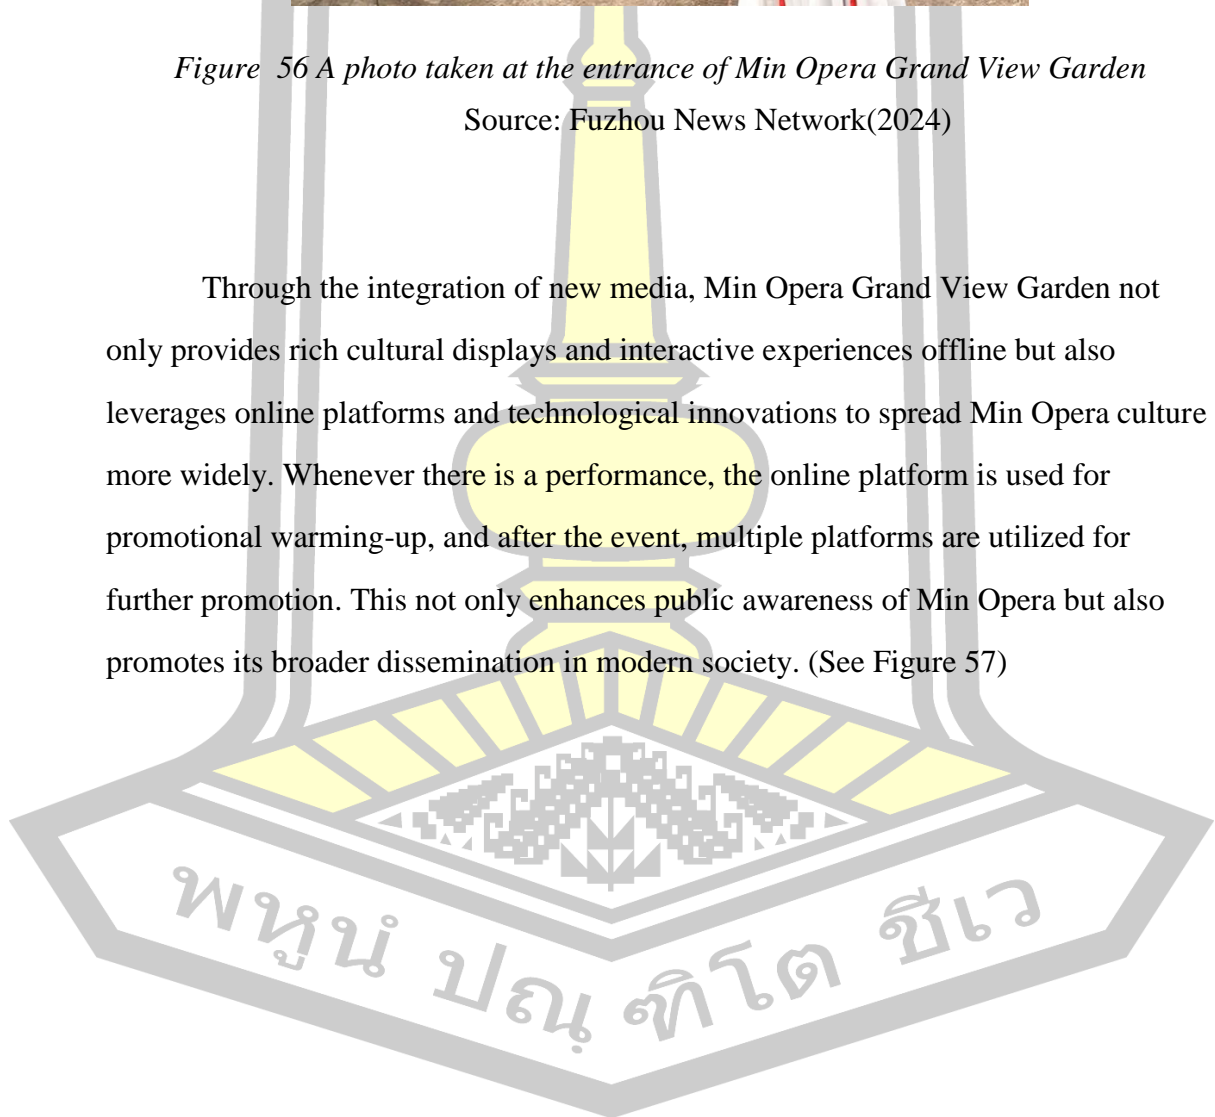 Figure  56 A photo taken at the entrance of Min Opera Grand View Garden
Source: Fuzhou News Network(2024)
Through the integration of new media, Min Opera Grand View Garden not
only provides rich cultural displays and interactive experiences offline but also
leverages online platforms and technological innovations to spread Min Opera culture
more widely. Whenever there is a performance, the online platform is used for
promotional warming-up, and after the event, multiple platforms are utilized for
further promotion. This not only enhances public awareness of Min Opera but also
promotes its broader dissemination in modern society. (See Figure 57)
พหูนํ ปณฺฑิโต ชีเว